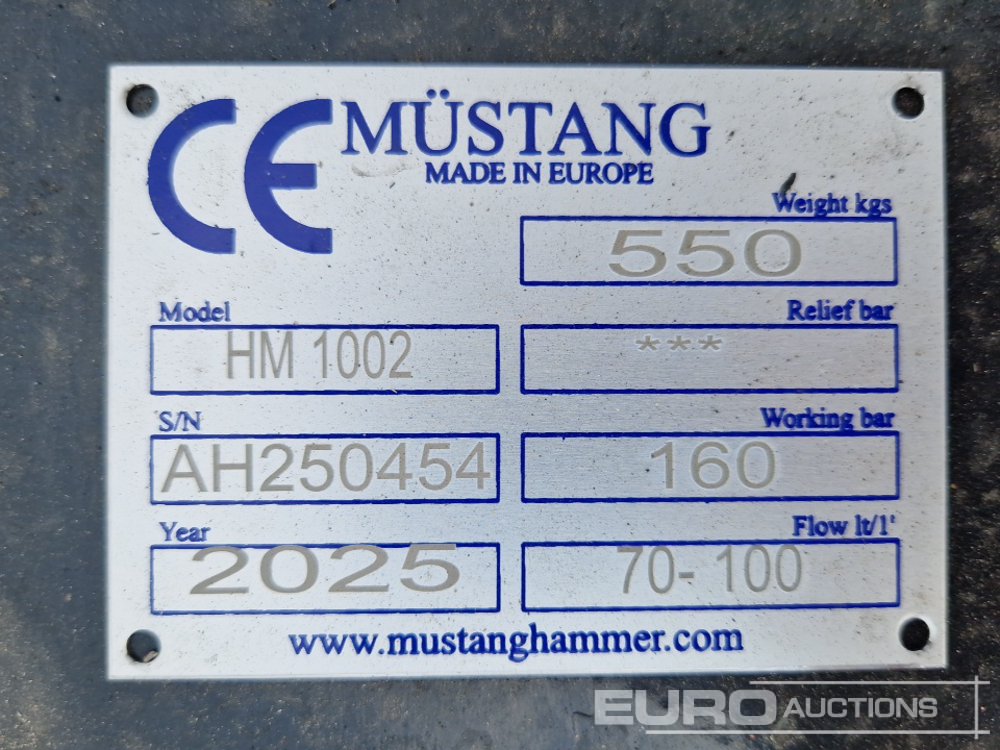 CE MÜSTANG
MADE IN EUROPE
Weight kgs
550
Model
HM 1002
Relief bar
***
S/N
AH250454
Working bar
160
Year
2025
Flow lt/1'
70- 100
www.mustanghammer.com
EURO AUCTIONS